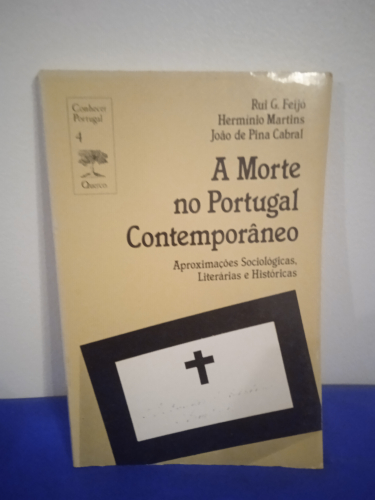 Conhecer
Portugal
4
Querco
Rui G. Feijó
Hermínio Martins
João de Pina Cabral
A Morte
no Portugal
Contemporâneo
Aproximações Sociológicas,
Literárias e Históricas